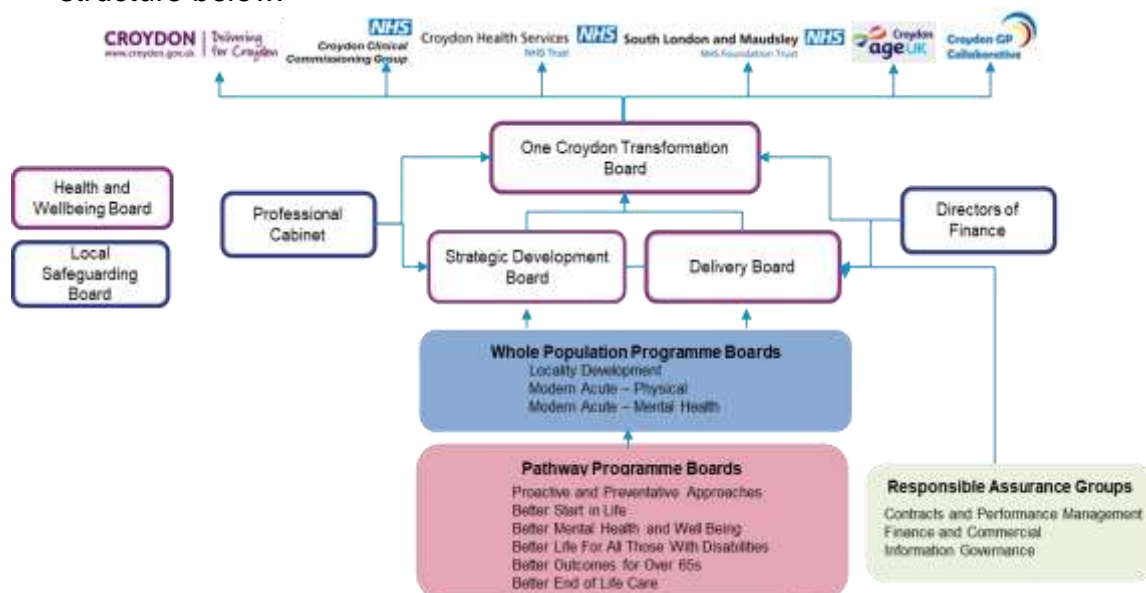 structure below:
CROYDON
www.croydon.gov.uk
Delivering
for Croydon
NHS
Croydon Clinical
Commissioning Group
Croydon Health Services NHS
NHS Trust
South London and Maudsley NHS
NHS Foundation Trust
Croydon
age UK
Croydon GP
Collaborative
One Croydon Transformation
Board
Health and
Wellbeing Board
Professional
Cabinet
Directors of
Finance
Local
Safeguarding
Board
Strategic Development
Board
Delivery Board
Whole Population Programme Boards
Locality Development
Modern Acute – Physical
Modern Acute – Mental Health
Pathway Programme Boards
Proactive and Preventative Approaches
Better Start in Life
Better Mental Health and Well Being
Better Life For All Those With Disabilities
Better Outcomes for Over 65s
Better End of Life Care
Responsible Assurance Groups
Contracts and Performance Management
Finance and Commercial
Information Governance